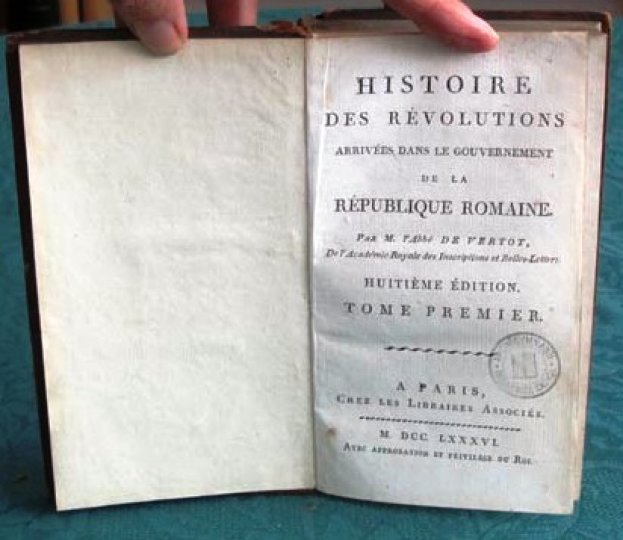 HISTOIRE
DES RÉVOLUTIONS
ARRIVÉES DANS LE GOUVERNEMENT
DE LA
RÉPUBLIQUE ROMAINE.
PAR M. l'Abbé DE VERTOT,
De l'Académie Royale des Inscriptions et Belles-Lettres.
HUITIÈME ÉDITION.
TOME PREMIER.
A PARIS,
CHEZ LES LIBRAIRES ASSOCIÉS.
M. DCC. LXXXVI.
AVEC APPROBATION ET PRIVILÈGE DU ROI.